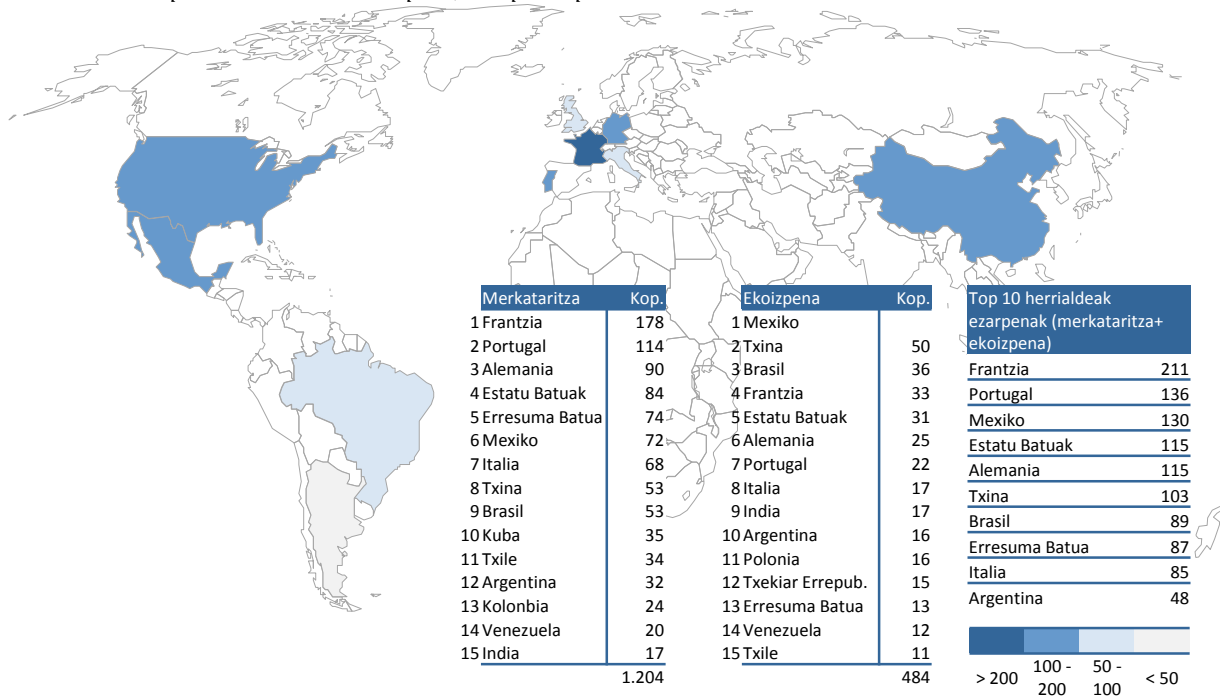 Merkataritza Kop.
1 Frantzia 178
2 Portugal 114
3 Alemania 90
4 Estatu Batuak 84
5 Erresuma Batua 74
6 Mexiko 72
7 Italia 68
8 Txina 53
9 Brasil 53
10 Kuba 35
11 Txile 34
12 Argentina 32
13 Kolonbia 24
14 Venezuela 20
15 India 17
1.204
Ekoizpena Kop.
1 Mexiko
2 Txina 50
3 Brasil 36
4 Frantzia 33
5 Estatu Batuak 31
6 Alemania 25
7 Portugal 22
8 Italia 17
9 India 17
10 Argentina 16
11 Polonia 16
12 Txekiar Errepub. 15
13 Erresuma Batua 13
14 Venezuela 12
15 Txile 11
484
Top 10 herrialdeak
ezarpenak (merkataritza+
ekoizpena)
Frantzia 211
Portugal 136
Mexiko 130
Estatu Batuak 115
Alemania 115
Txina 103
Brasil 89
Erresuma Batua 87
Italia 85
Argentina 48
> 200
100 -
200
50 -
100
< 50